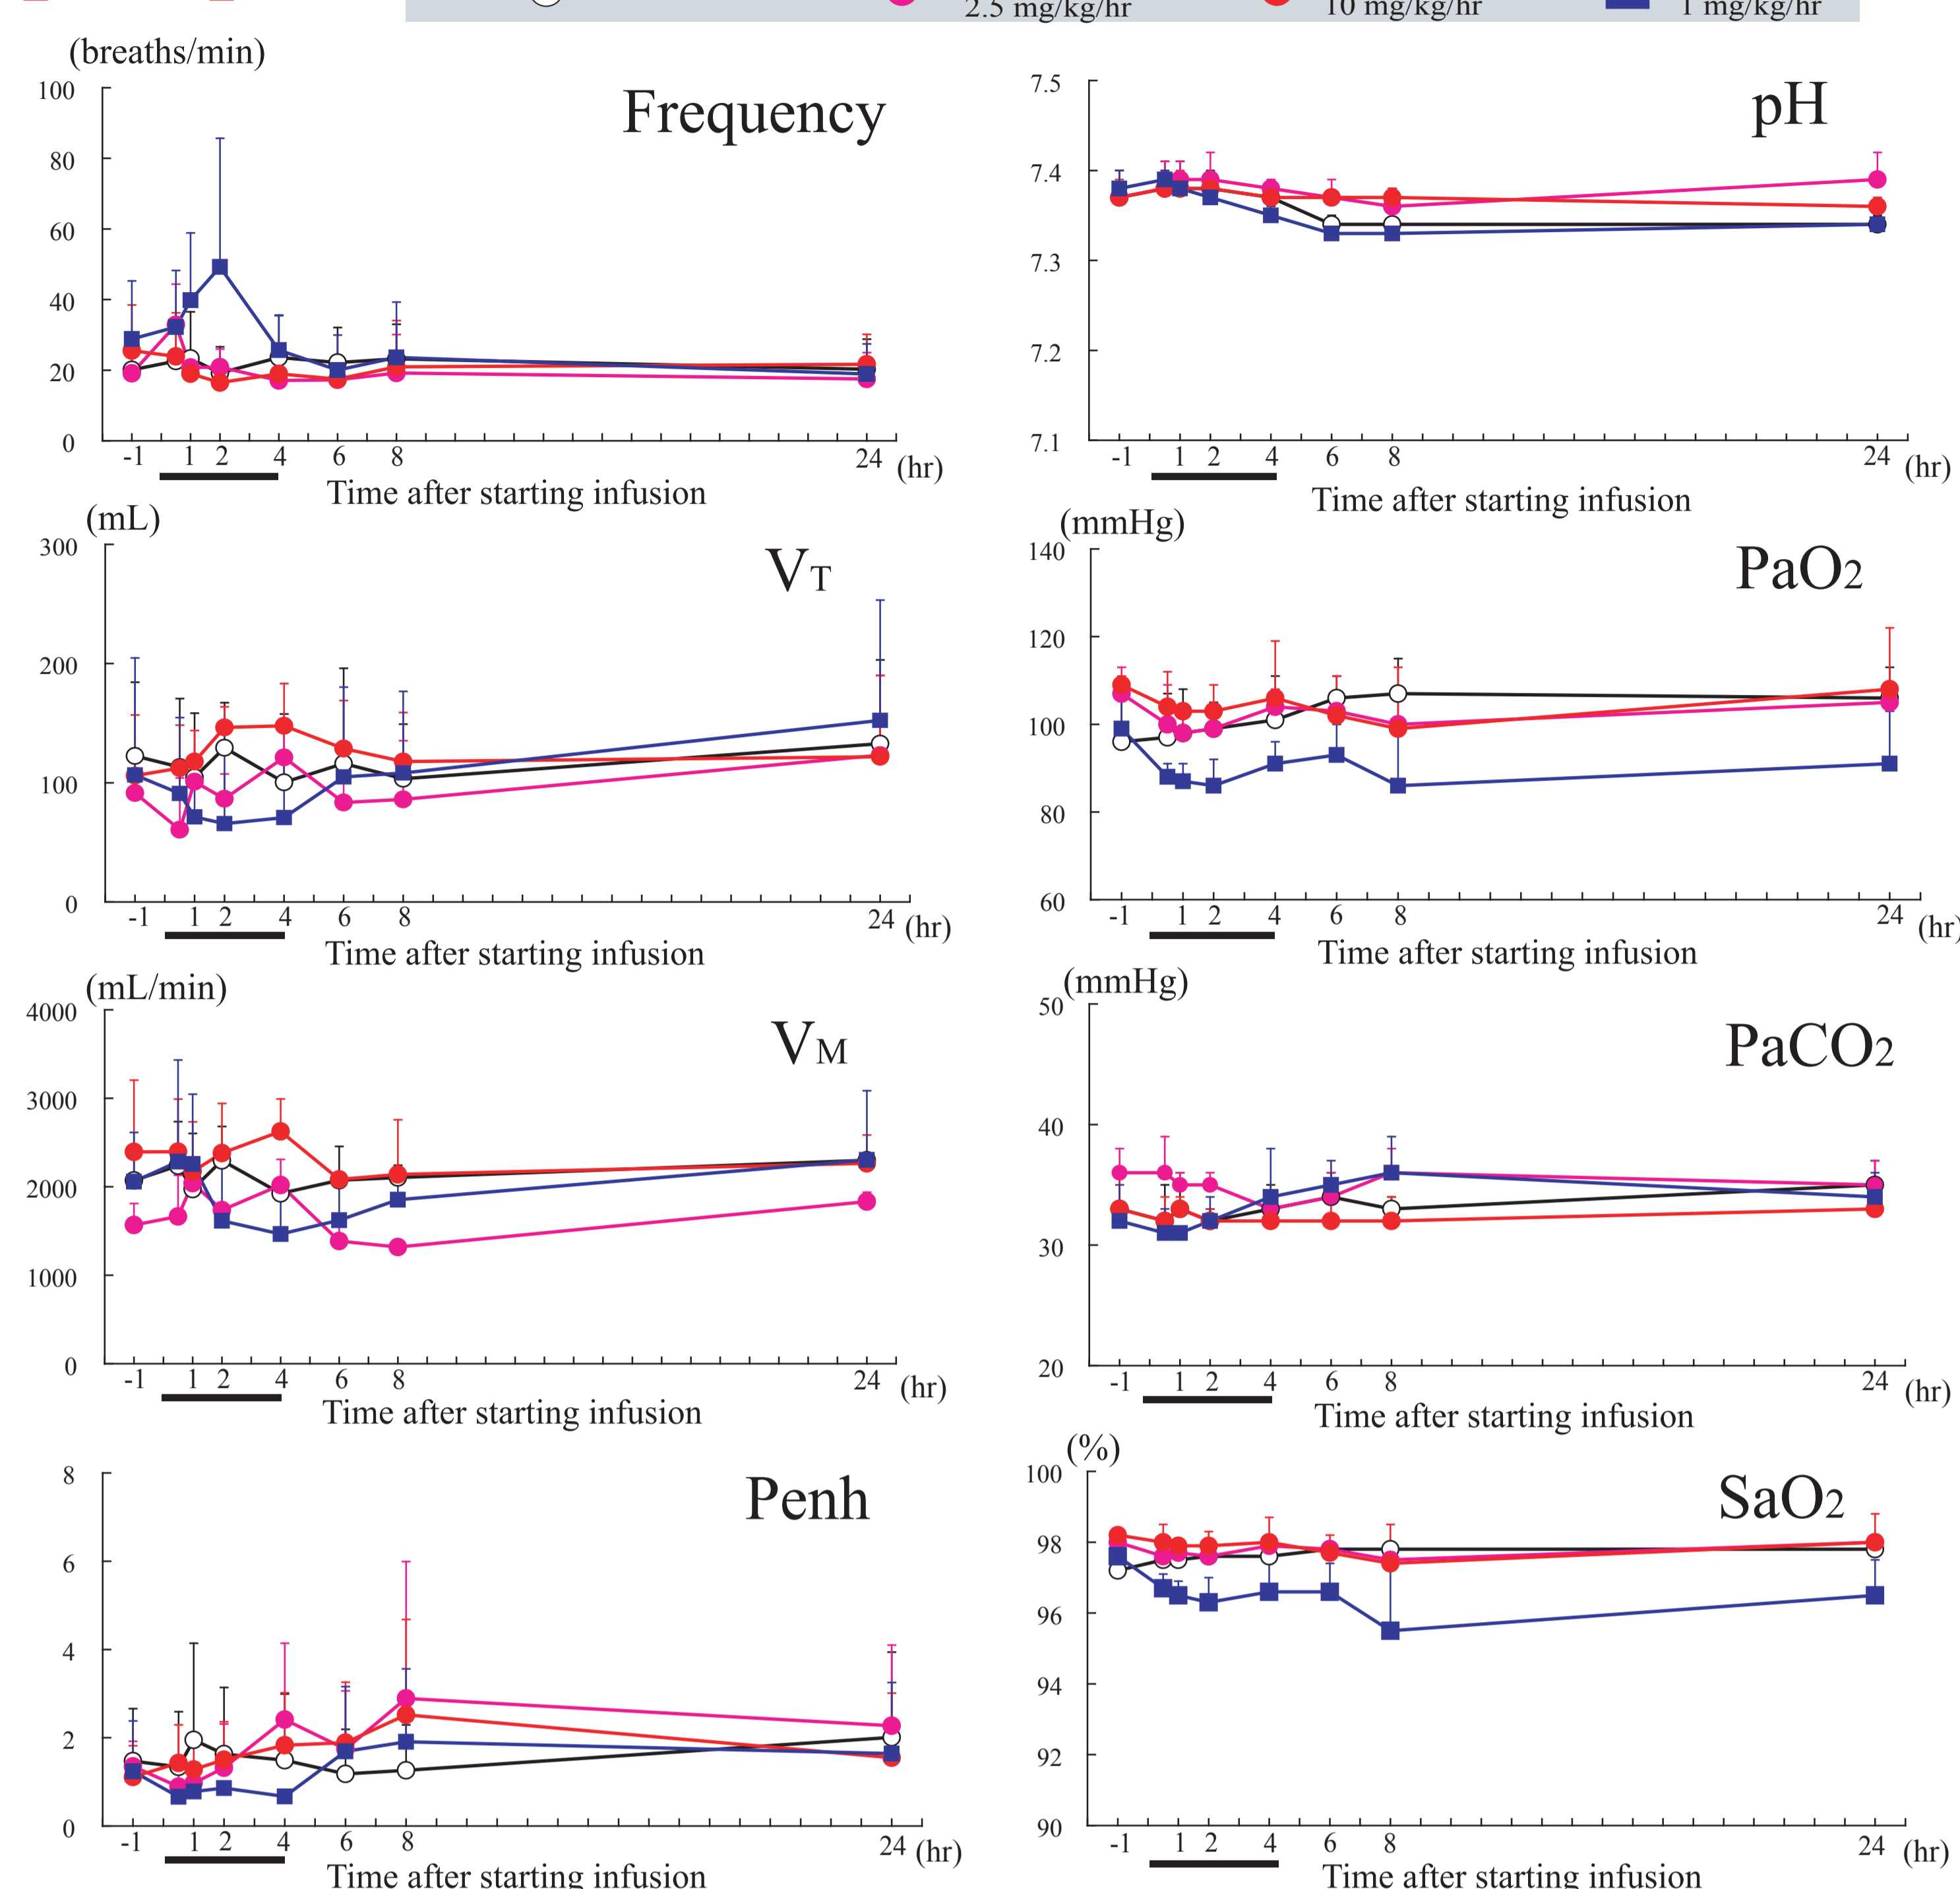 2.5 mg/kg/hr 10 mg/kg/hr 1 mg/kg/hr
(breaths/min)
Frequency
100
80
60
40
20
0
-1 1 2 4 6 8 24 (hr)
Time after starting infusion
pH
7.5
7.4
7.3
7.2
7.1
-1 1 2 4 6 8 24 (hr)
Time after starting infusion
(mL)
VT
300
200
100
0
-1 1 2 4 6 8 24 (hr)
Time after starting infusion
(mmHg)
PaO2
140
120
100
80
60
-1 1 2 4 6 8 24 (hr)
Time after starting infusion
(mL/min)
VM
4000
3000
2000
1000
0
-1 1 2 4 6 8 24 (hr)
Time after starting infusion
(mmHg)
PaCO2
50
40
30
20
-1 1 2 4 6 8 24 (hr)
Time after starting infusion
Penh
8
6
4
2
0
-1 1 2 4 6 8 24 (hr)
Time after starting infusion
(%)
SaO2
100
98
96
94
92
90
-1 1 2 4 6 8 24 (hr)
Time after starting infusion